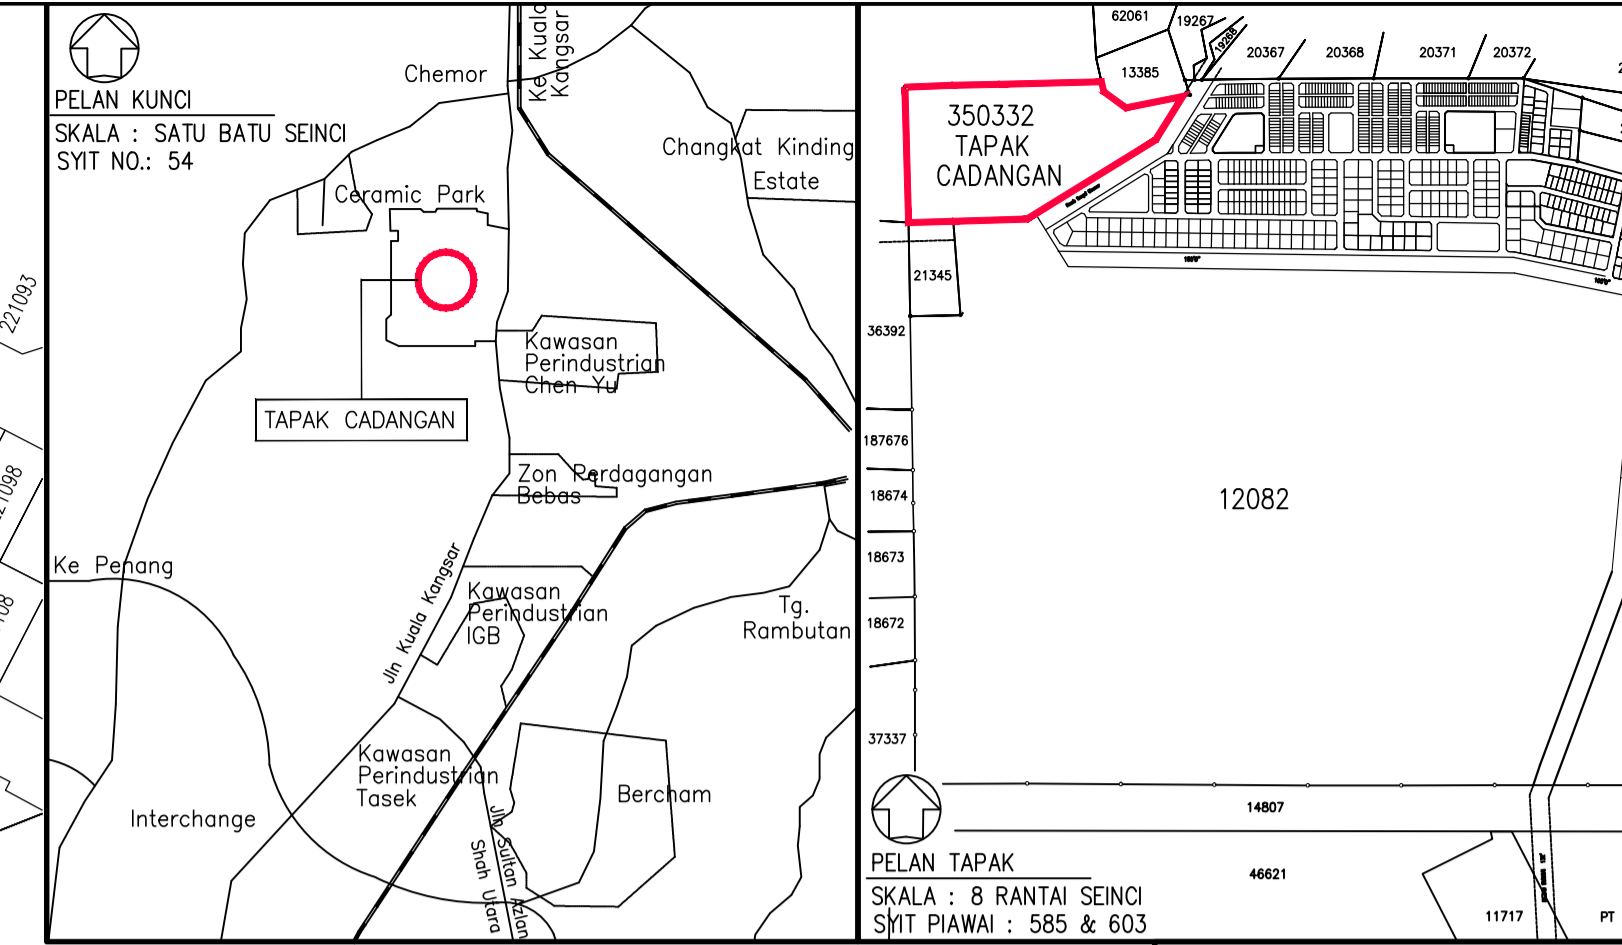 221093
PELAN KUNCI
SKALA : SATU BATU SEINCI
SYIT NO.: 54
Chemor
Ke Kuala
Kangsar
Changkat Kinding
Estate
Ceramic Park
Kawasan
Perindustrian
Chen Yu
TAPAK CADANGAN
Zon Perdagangan
Bebas
Ke Penang
Jln Kuala Kangsar
Kawasan
Perindustrian
IGB
Tg.
Rambutan
Kawasan
Perindustrian
Tasek
Interchange
Bercham
Jln Sultan Azlan
Shah Utara
62061
19267
19268
20367
20368
20371
20372
13385
350332
TAPAK
CADANGAN
21345
36392
187676
18674
12082
18673
18672
37337
14807
PELAN TAPAK
SKALA : 8 RANTAI SEINCI
SYIT PIAWAI : 585 & 603
46621
11717
PT